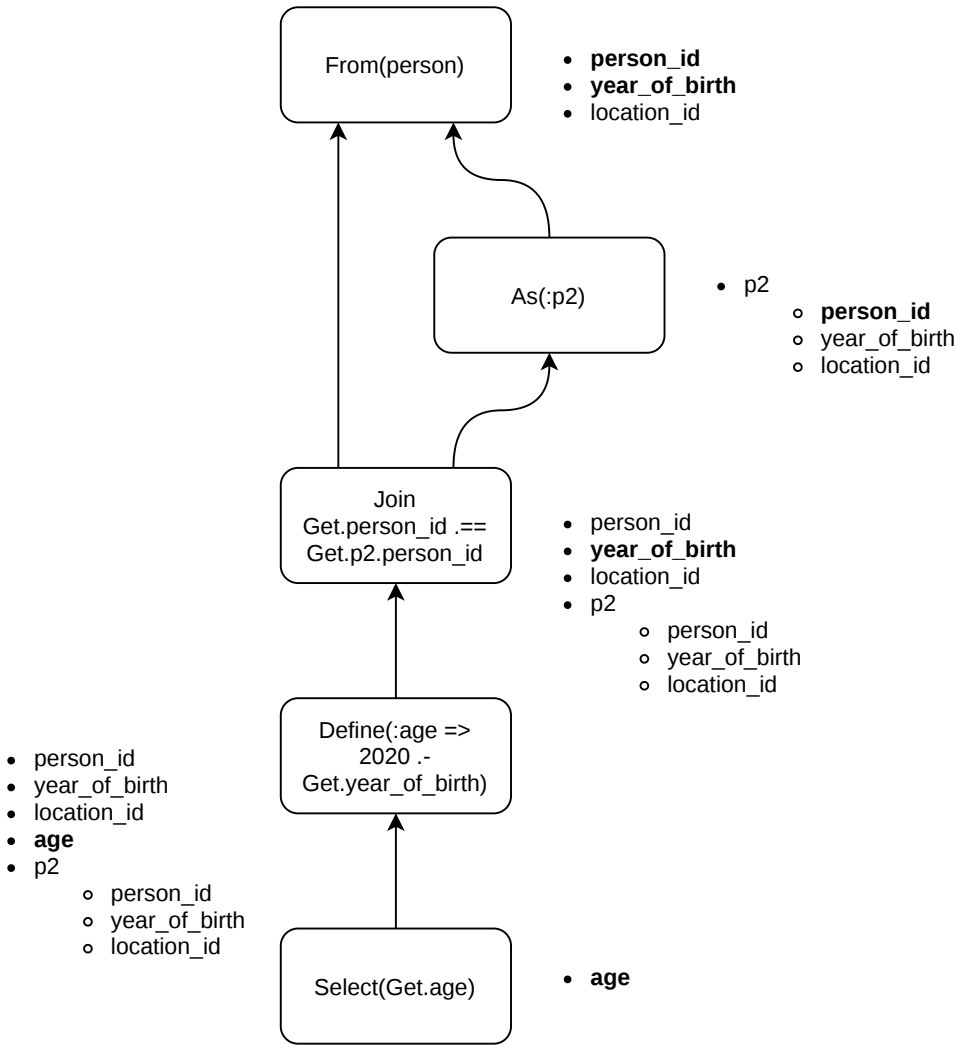 From(person)
person_id
year_of_birth
location_id
As(:p2)
p2
person_id
year_of_birth
location_id
Join
Get.person_id .==
Get.p2.person_id
person_id
year_of_birth
location_id
p2
person_id
year_of_birth
location_id
Define(:age =>
2020 .-
Get.year_of_birth)
person_id
year_of_birth
location_id
age
p2
person_id
year_of_birth
location_id
Select(Get.age)
age